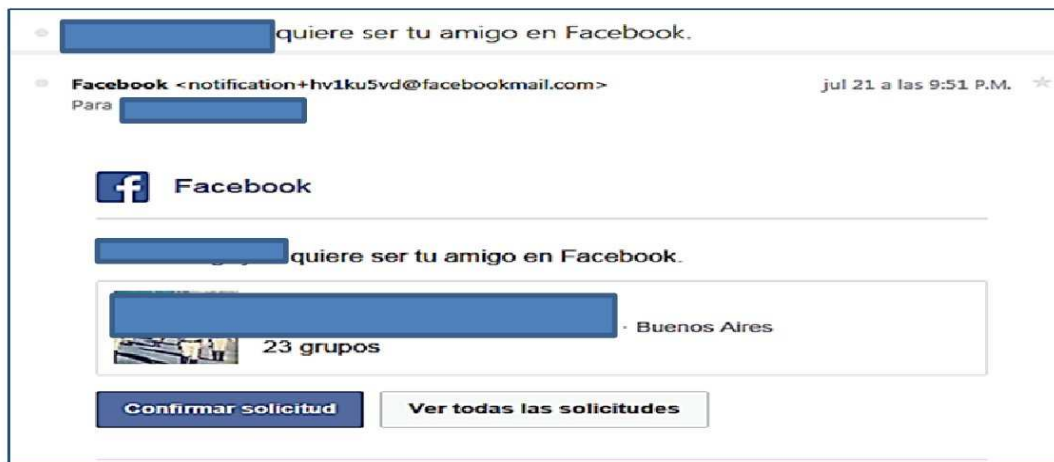 quiere ser tu amigo en Facebook.
Facebook <notification+hv1ku5vd@facebookmail.com> jul 21 a las 9:51 P.M.
Para
Facebook
quiere ser tu amigo en Facebook.
· Buenos Aires
23 grupos
Confirmar solicitud Ver todas las solicitudes